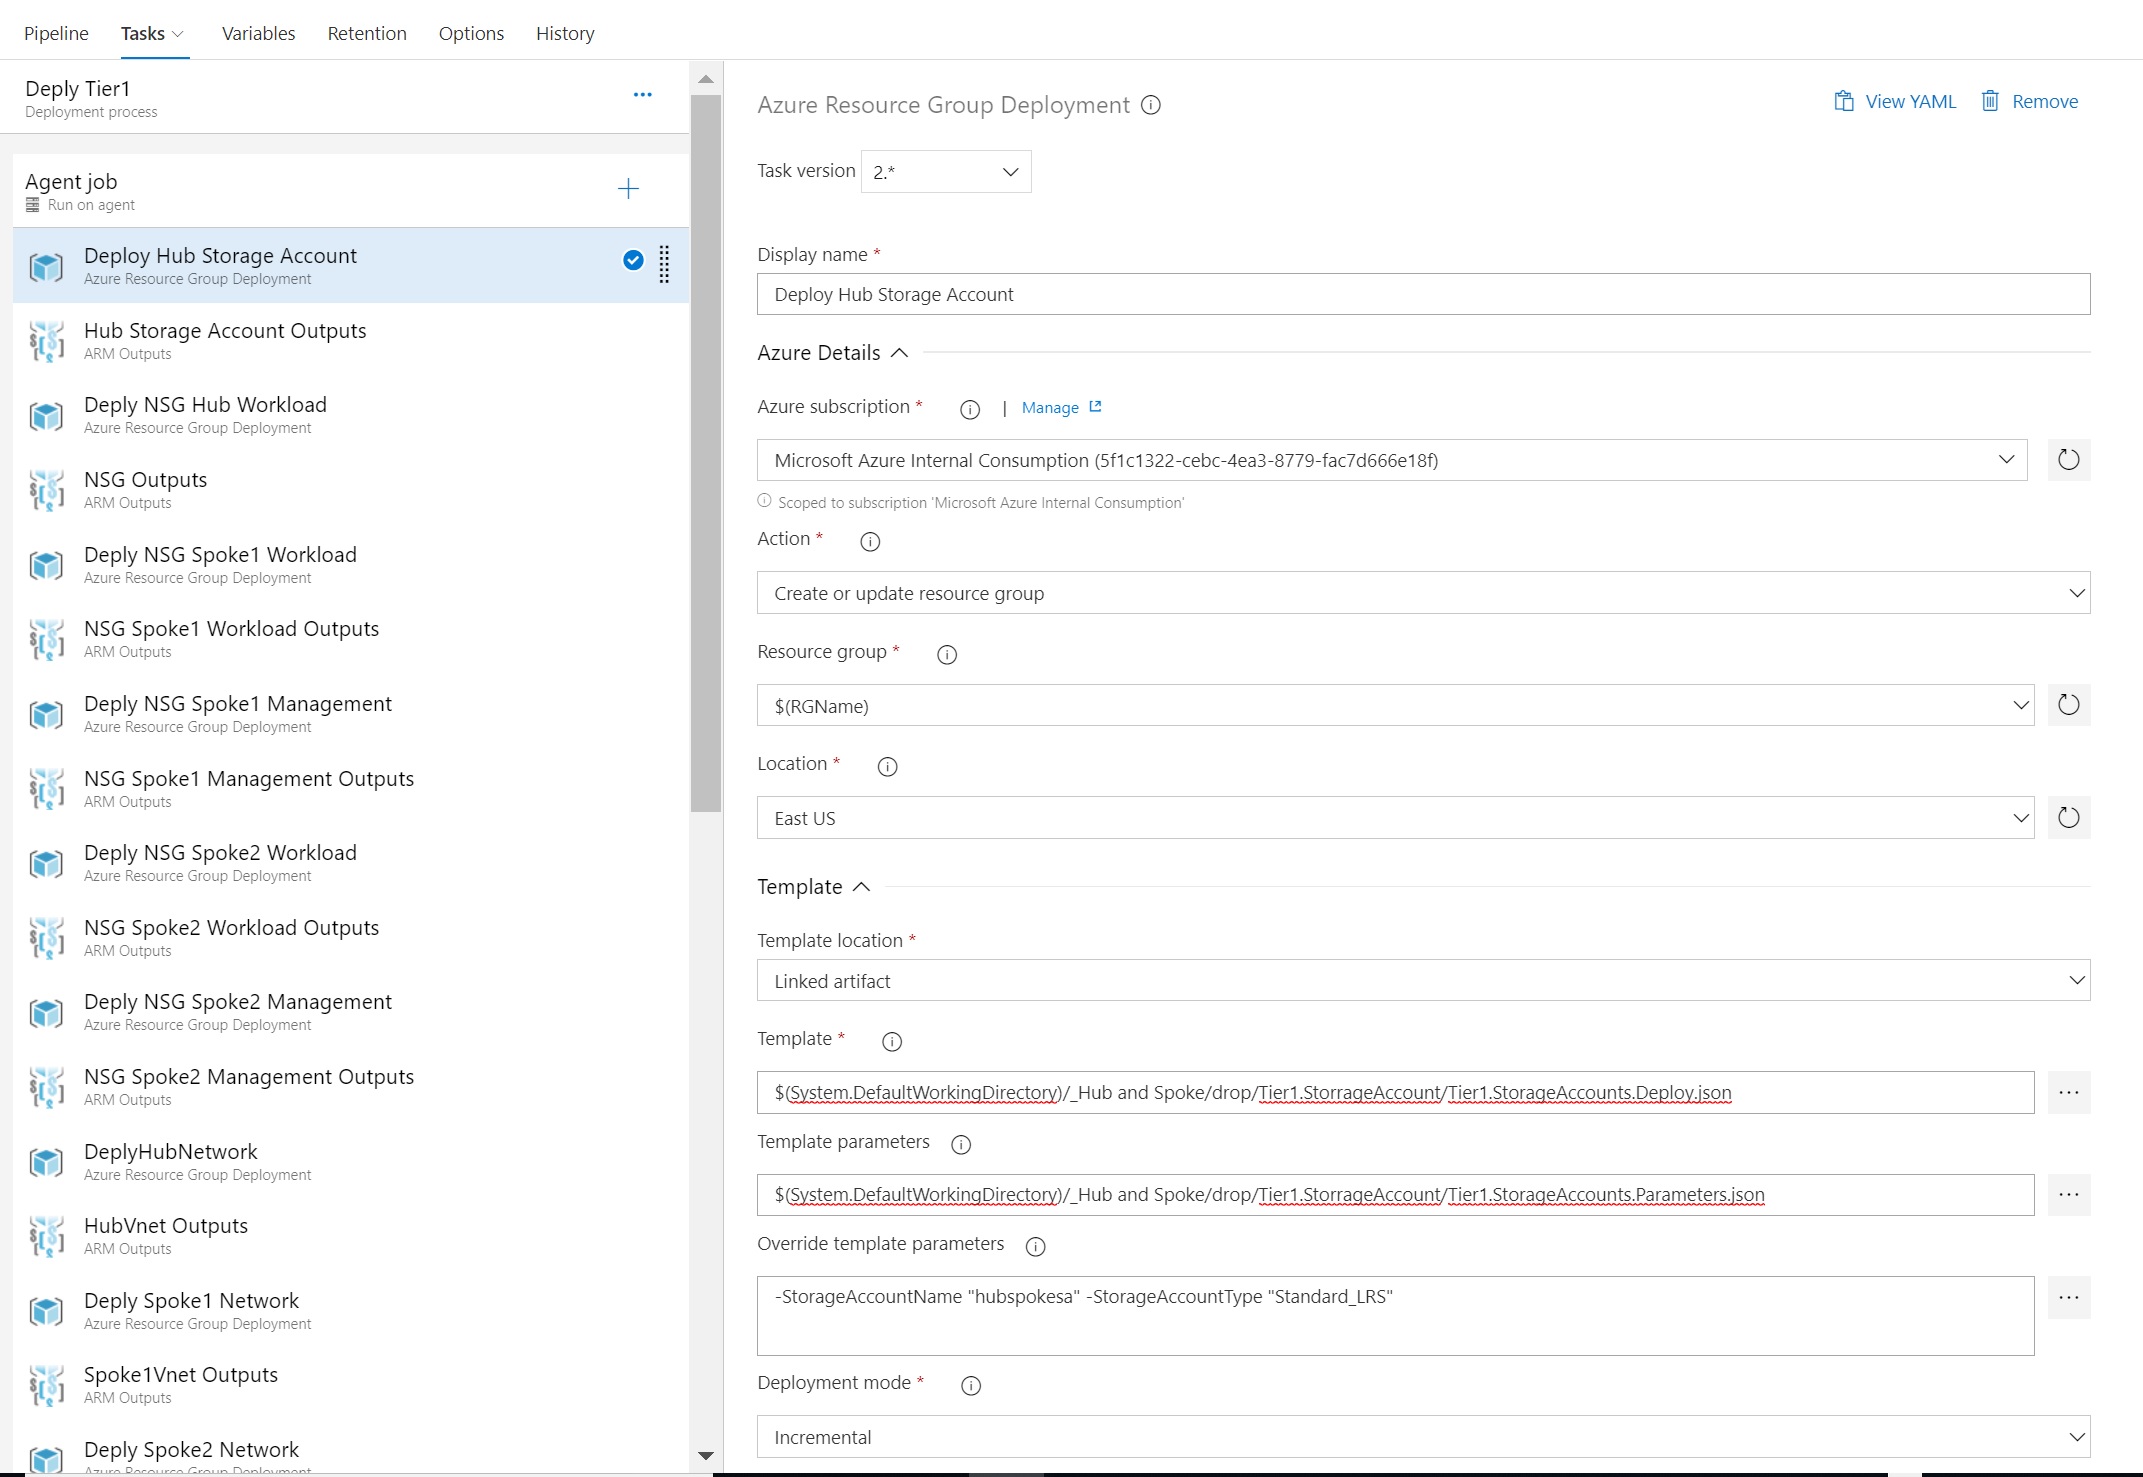 Pipeline Tasks Variables Retention Options History
Deply Tier1
Deployment process
Agent job
Run on agent
Deploy Hub Storage Account
Azure Resource Group Deployment
Hub Storage Account Outputs
ARM Outputs
Deply NSG Hub Workload
Azure Resource Group Deployment
NSG Outputs
ARM Outputs
Deply NSG Spoke1 Workload
Azure Resource Group Deployment
NSG Spoke1 Workload Outputs
ARM Outputs
Deply NSG Spoke1 Management
Azure Resource Group Deployment
NSG Spoke1 Management Outputs
ARM Outputs
Deply NSG Spoke2 Workload
Azure Resource Group Deployment
NSG Spoke2 Workload Outputs
ARM Outputs
Deply NSG Spoke2 Management
Azure Resource Group Deployment
NSG Spoke2 Management Outputs
ARM Outputs
DeplyHubNetwork
Azure Resource Group Deployment
HubVnet Outputs
ARM Outputs
Deply Spoke1 Network
Azure Resource Group Deployment
Spoke1Vnet Outputs
ARM Outputs
Deply Spoke2 Network
Azure Resource Group Deployment
Azure Resource Group Deployment
View YAML Remove
Task version 2.*
Display name *
Deploy Hub Storage Account
Azure Details
Azure subscription * | Manage
Microsoft Azure Internal Consumption (5f1c1322-cebc-4ea3-8779-fac7d666e18f)
Scoped to subscription 'Microsoft Azure Internal Consumption'
Action *
Create or update resource group
Resource group *
$(RGName)
Location *
East US
Template
Template location *
Linked artifact
Template *
$(System.DefaultWorkingDirectory)/_Hub and Spoke/drop/Tier1.StorrageAccount/Tier1.StorageAccounts.Deploy.json
Template parameters
$(System.DefaultWorkingDirectory)/_Hub and Spoke/drop/Tier1.StorrageAccount/Tier1.StorageAccounts.Parameters.json
Override template parameters
-StorageAccountName "hubspokesa" -StorageAccountType "Standard_LRS"
Deployment mode *
Incremental